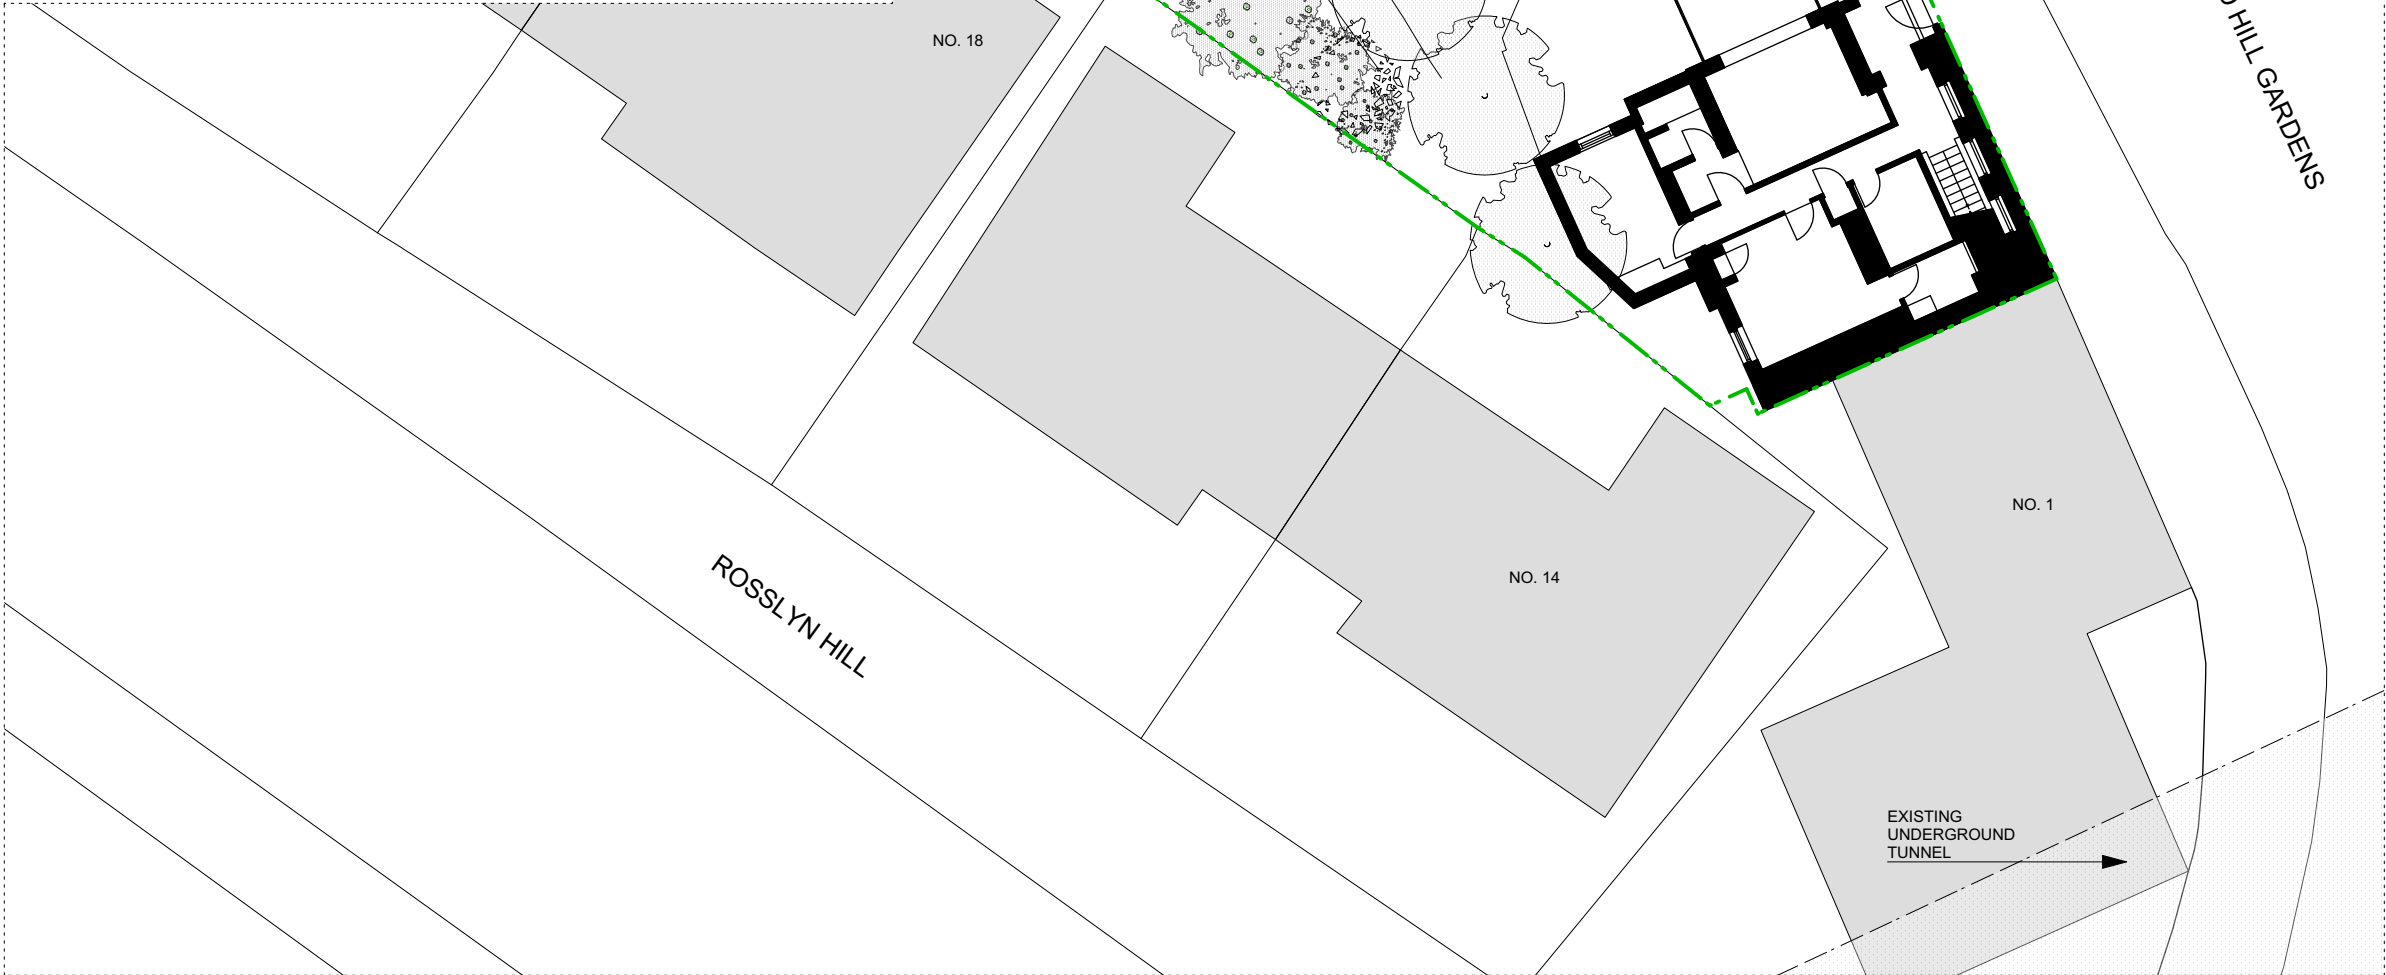 NO. 18
HILL GARDENS
NO. 1
NO. 14
ROSSLYN HILL
EXISTING
UNDERGROUND
TUNNEL